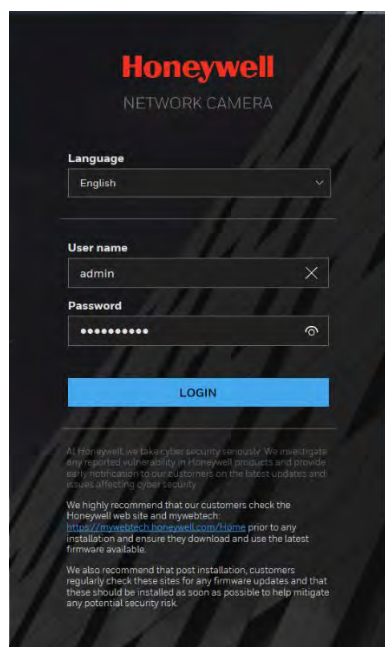 Honeywell
NETWORK CAMERA
Language
English
User name
admin
Password
••••••••••
LOGIN
At Honeywell, we take cyber security seriously. We investigate
any reported vulnerability in Honeywell products and provide
early notification to our customers on the latest updates and
issues affecting cyber security.
We highly recommend that our customers check the
Honeywell web site and mywebtech:
https://mywebtech.honeywell.com/Home prior to any
installation and ensure they download and use the latest
firmware available.
We also recommend that post installation, customers
regularly check these sites for any firmware updates and that
these should be installed as soon as possible to help mitigate
any potential security risk.